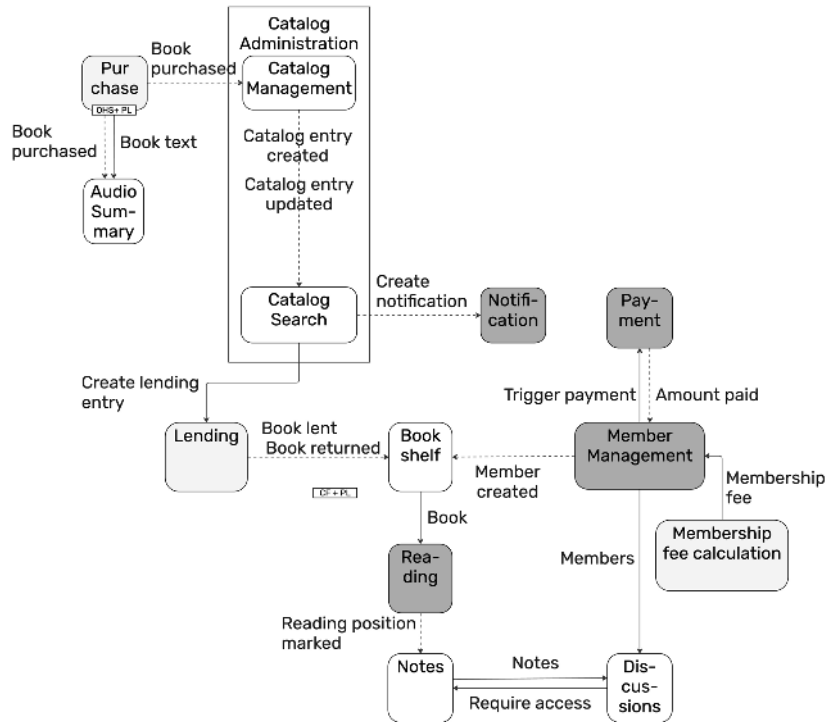 Catalog
Administration
Book
purchased
Pur
chase
OHS+ PL
Catalog
Management
Book
purchased
Book text
Catalog entry
created
Catalog entry
updated
Audio
Sum-
mary
Catalog
Search
Create
notification
Notifi-
cation
Pay-
ment
Create lending
entry
Trigger payment
Amount paid
Lending
Book lent
Book returned
Book
shelf
Member
created
Member
Management
Membership
fee
CF + PL
Book
Membership
fee calculation
Rea-
ding
Members
Reading position
marked
Notes
Notes
Require access
Dis-
cus-
sions